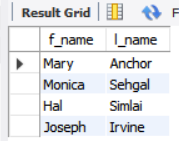 Result Grid F
f_name l_name
Mary Anchor
Monica Sehgal
Hal Simlai
Joseph Irvine